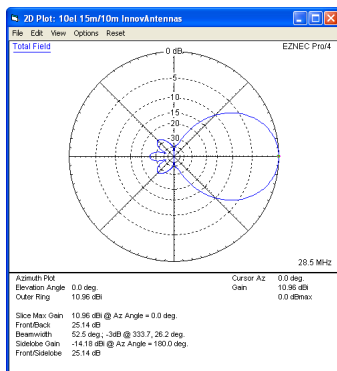 2D Plot: 10el 15m/10m InnovAntennas
File Edit View Options Reset
Total Field
EZNEC Pro/4
0 dB
-5
-10
-15
-20
-30
28.5 MHz
Azimuth Plot
Elevation Angle 0.0 deg.
Outer Ring 10.96 dBi
Cursor Az 0.0 deg.
Gain 10.96 dBi
0.0 dBmax
Slice Max Gain 10.96 dBi @ Az Angle = 0.0 deg.
Front/Back 25.14 dB
Beamwidth 52.5 deg.; -3dB @ 333.7, 26.2 deg.
Sidelobe Gain -14.18 dBi @ Az Angle = 180.0 deg.
Front/Sidelobe 25.14 dB